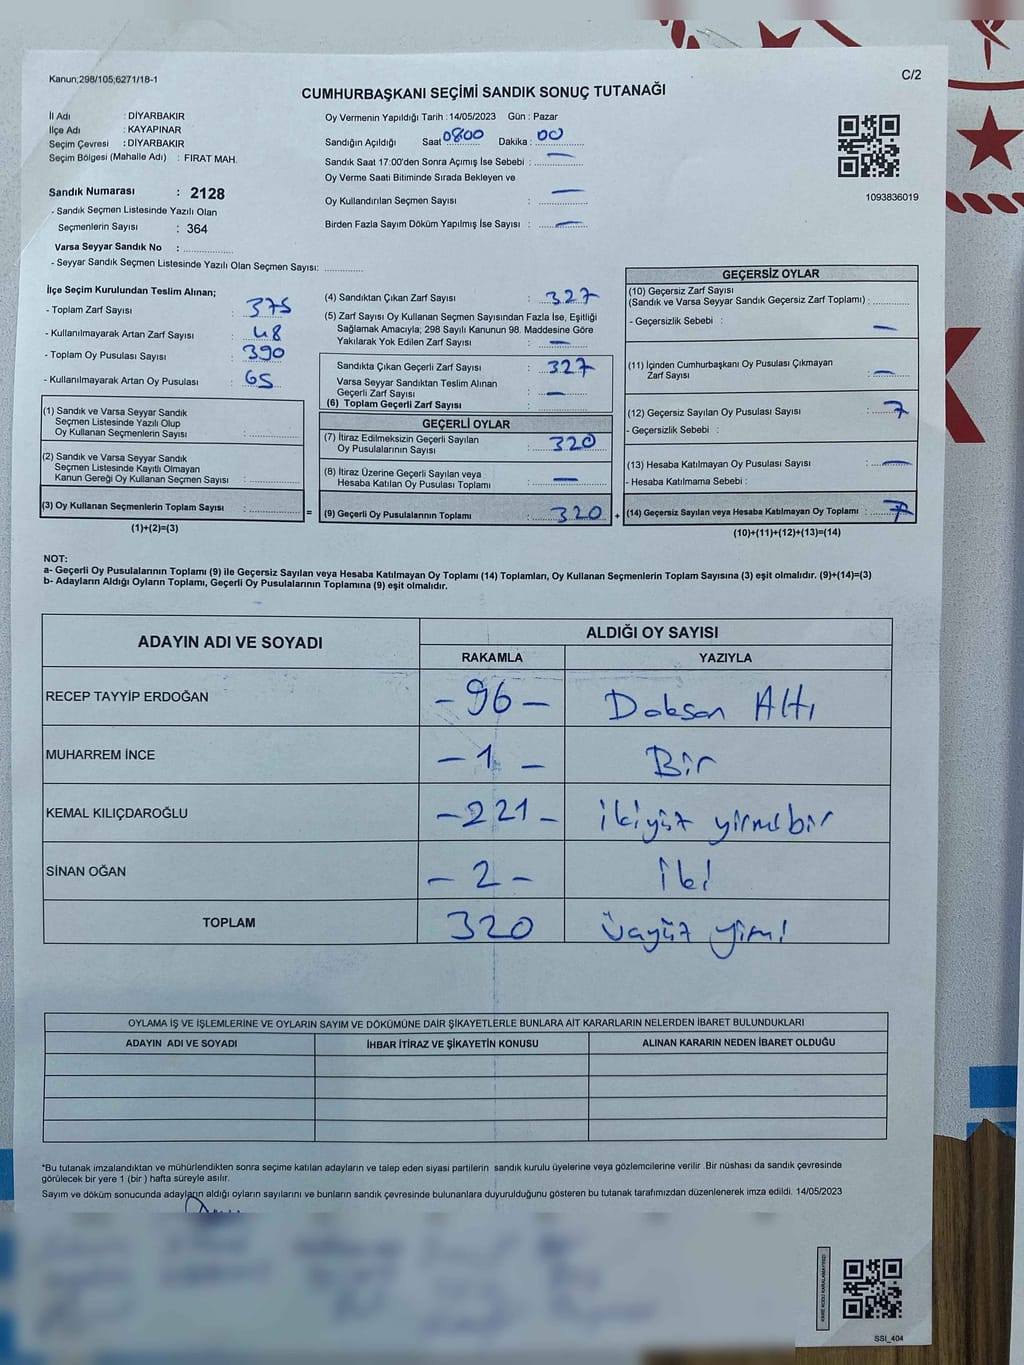 Kanun;298/105;6271/18-1
C/2
CUMHURBAŞKANI SEÇİMİ SANDIK SONUÇ TUTANAĞI
İl Adı : DİYARBAKIR
İlçe Adı : KAYAPINAR
Seçim Çevresi : DİYARBAKIR
Seçim Bölgesi (Mahalle Adı) : FIRAT MAH.
Sandık Numarası : 2128
- Sandık Seçmen Listesinde Yazılı Olan
Seçmenlerin Sayısı : 364
Varsa Seyyar Sandık No :
- Seyyar Sandık Seçmen Listesinde Yazılı Olan Seçmen Sayısı:
Oy Vermenin Yapıldığı Tarih : 14/05/2023 Gün : Pazar
Sandığın Açıldığı Saat 0800 Dakika : 00
Sandık Saat 17:00'den Sonra Açımış İse Sebebi : —
Oy Verme Saati Bitiminde Sırada Bekleyen ve
Oy Kullandırılan Seçmen Sayısı : —
Birden Fazla Sayım Döküm Yapılmış İse Sayısı : —
1093836019
İlçe Seçim Kurulundan Teslim Alınan;
- Toplam Zarf Sayısı : 375
- Kullanılmayarak Artan Zarf Sayısı : 48
- Toplam Oy Pusulası Sayısı : 390
- Kullanılmayarak Artan Oy Pusulası : 65
(1) Sandık ve Varsa Seyyar Sandık
Seçmen Listesinde Yazılı Olup
Oy Kullanan Seçmenlerin Sayısı :
(2) Sandık ve Varsa Seyyar Sandık
Seçmen Listesinde Kayıtlı Olmayan
Kanun Gereği Oy Kullanan Seçmen Sayısı :
(3) Oy Kullanan Seçmenlerin Toplam Sayısı :
(1)+(2)=(3)
=
(4) Sandıktan Çıkan Zarf Sayısı : 327
(5) Zarf Sayısı Oy Kullanan Seçmen Sayısından Fazla İse, Eşitliği
Sağlamak Amacıyla; 298 Sayılı Kanunun 98. Maddesine Göre
Yakılarak Yok Edilen Zarf Sayısı : —
Sandıkta Çıkan Geçerli Zarf Sayısı : 327
Varsa Seyyar Sandıktan Teslim Alınan
Geçerli Zarf Sayısı : —
(6) Toplam Geçerli Zarf Sayısı :
GEÇERLİ OYLAR
(7) İtiraz Edilmeksizin Geçerli Sayılan
Oy Pusulalarının Sayısı : 320
(8) İtiraz Üzerine Geçerli Sayılan veya
Hesaba Katılan Oy Pusulası Toplamı : —
(9) Geçerli Oy Pusulalarının Toplamı : 320
+
GEÇERSİZ OYLAR
(10) Geçersiz Zarf Sayısı
(Sandık ve Varsa Seyyar Sandık Geçersiz Zarf Toplamı) :
- Geçersizlik Sebebi : —
(11) İçinden Cumhurbaşkanı Oy Pusulası Çıkmayan
Zarf Sayısı : —
(12) Geçersiz Sayılan Oy Pusulası Sayısı : 7
- Geçersizlik Sebebi :
(13) Hesaba Katılmayan Oy Pusulası Sayısı : —
- Hesaba Katılmama Sebebi :
(14) Geçersiz Sayılan veya Hesaba Katılmayan Oy Toplamı : 7
(10)+(11)+(12)+(13)=(14)
NOT:
a- Geçerli Oy Pusulalarının Toplamı (9) ile Geçersiz Sayılan veya Hesaba Katılmayan Oy Toplamı (14) Toplamları, Oy Kullanan Seçmenlerin Toplam Sayısına (3) eşit olmalıdır. (9)+(14)=(3)
b- Adayların Aldığı Oyların Toplamı, Geçerli Oy Pusulalarının Toplamına (9) eşit olmalıdır.
ADAYIN ADI VE SOYADI
ALDIĞI OY SAYISI
RAKAMLA YAZIYLA
RECEP TAYYİP ERDOĞAN -96- Doksan Altı
MUHARREM İNCE -1- Bir
KEMAL KILIÇDAROĞLU -221- ikiyüz yirmibir
SİNAN OĞAN -2- İki
TOPLAM 320 üçyüz yirmi
OYLAMA İŞ VE İŞLEMLERİNE VE OYLARIN SAYIM VE DÖKÜMÜNE DAİR ŞİKAYETLERLE BUNLARA AİT KARARLARIN NELERDEN İBARET BULUNDUKLARI
ADAYIN ADI VE SOYADI İHBAR İTİRAZ VE ŞİKAYETİN KONUSU ALINAN KARARIN NEDEN İBARET OLDUĞU
*Bu tutanak imzalandıktan ve mühürlendikten sonra seçime katılan adayların ve talep eden siyasi partilerin sandık kurulu üyelerine veya gözlemcilerine verilir .Bir nüshası da sandık çevresinde
görülecek bir yere 1 (bir ) hafta süreyle asılır.
Sayım ve döküm sonucunda adayların aldığı oyların sayılarını ve bunların sandık çevresinde bulunanlara duyurulduğunu gösteren bu tutanak tarafımızdan düzenlenerek imza edildi. 14/05/2023
KARE KODU KARALAMAYINIZ!
SSI_404